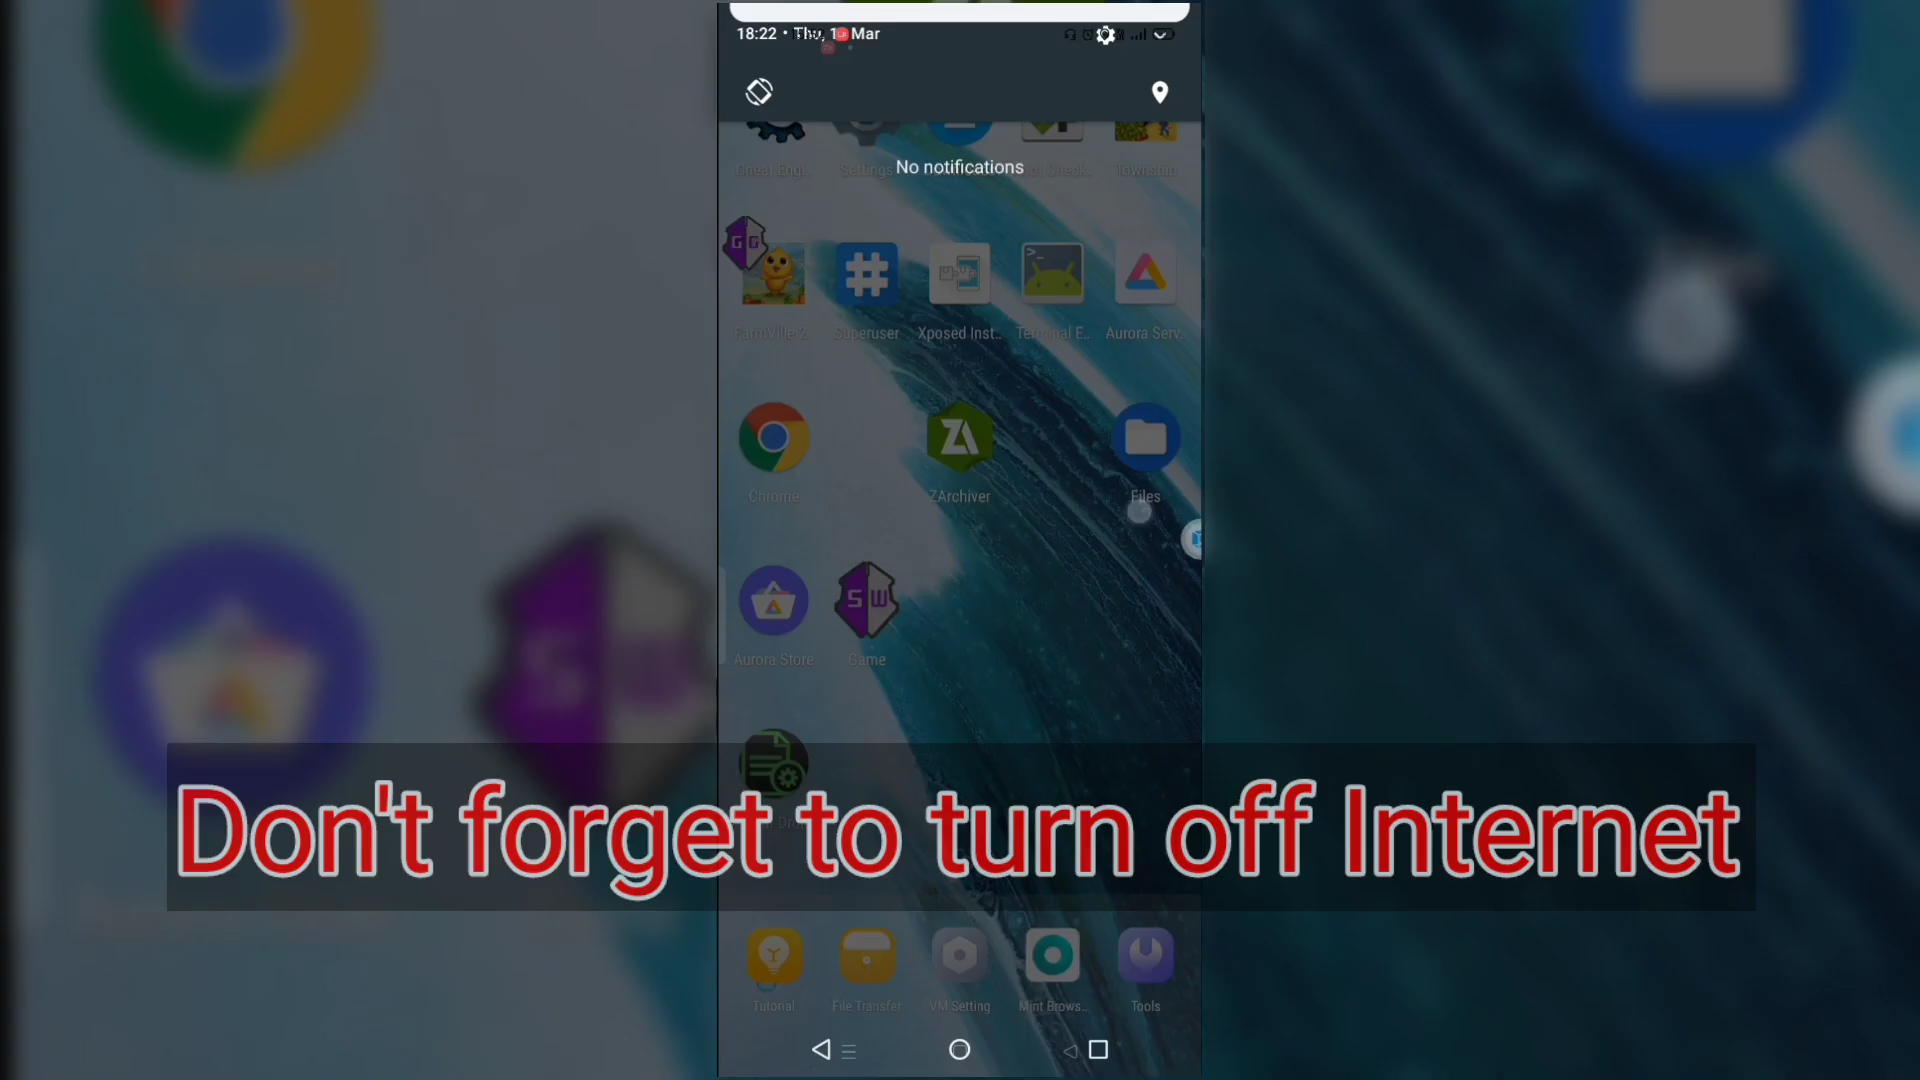 18:22 • Thu, 1 Mar
No notifications
Cheat Engi.. Settings Township
G G
FarmVille 2 Superuser Xposed Inst.. Terminal E.. Aurora Serv..
ZA
Chrome ZArchiver Files
S W
Aurora Store Game
Don't forget to turn off Internet
Tutorial File Transfer VM Setting Mint Brows.. Tools